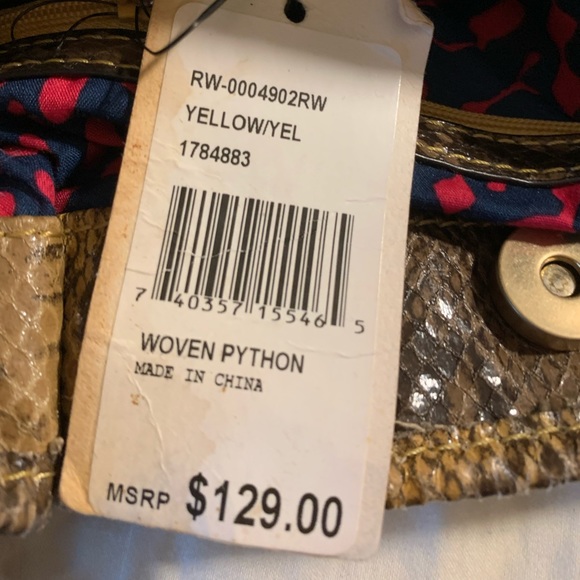 RW-0004902RW
YELLOW/YEL
1784883
7 40357 15546 5
WOVEN PYTHON
MADE IN CHINA
MSRP $129.00